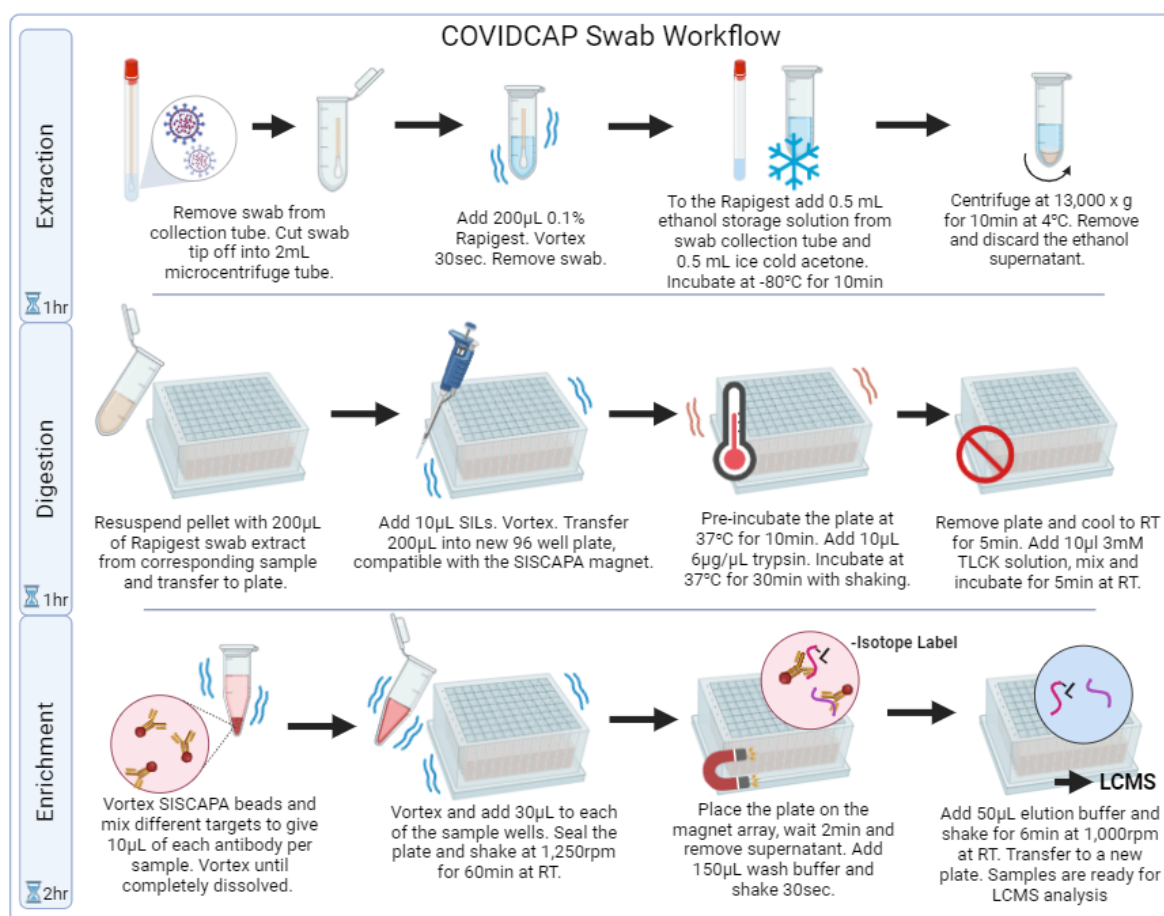 COVIDCAP Swab Workflow
Extraction
1hr
Remove swab from
collection tube. Cut swab
tip off into 2mL
microcentrifuge tube.
Add 200µL 0.1%
Rapigest. Vortex
30sec. Remove swab.
To the Rapigest add 0.5 mL
ethanol storage solution from
swab collection tube and
0.5 mL ice cold acetone.
Incubate at -80°C for 10min
Centrifuge at 13,000 x g
for 10min at 4°C. Remove
and discard the ethanol
supernatant.
Digestion
1hr
Resuspend pellet with 200µL
of Rapigest swab extract
from corresponding sample
and transfer to plate.
Add 10µL SILs. Vortex. Transfer
200µL into new 96 well plate,
compatible with the SISCAPA magnet.
Pre-incubate the plate at
37°C for 10min. Add 10µL
6µg/µL trypsin. Incubate at
37°C for 30min with shaking.
Remove plate and cool to RT
for 5min. Add 10µl 3mM
TLCK solution, mix and
incubate for 5min at RT.
Enrichment
2hr
Vortex SISCAPA beads and
mix different targets to give
10µL of each antibody per
sample. Vortex until
completely dissolved.
Vortex and add 30µL to each
of the sample wells. Seal the
plate and shake at 1,250rpm
for 60min at RT.
-L
-Isotope Label
Place the plate on the
magnet array, wait 2min and
remove supernatant. Add
150µL wash buffer and
shake 30sec.
-L
LCMS
Add 50µL elution buffer and
shake for 6min at 1,000rpm
at RT. Transfer to a new
plate. Samples are ready for
LCMS analysis